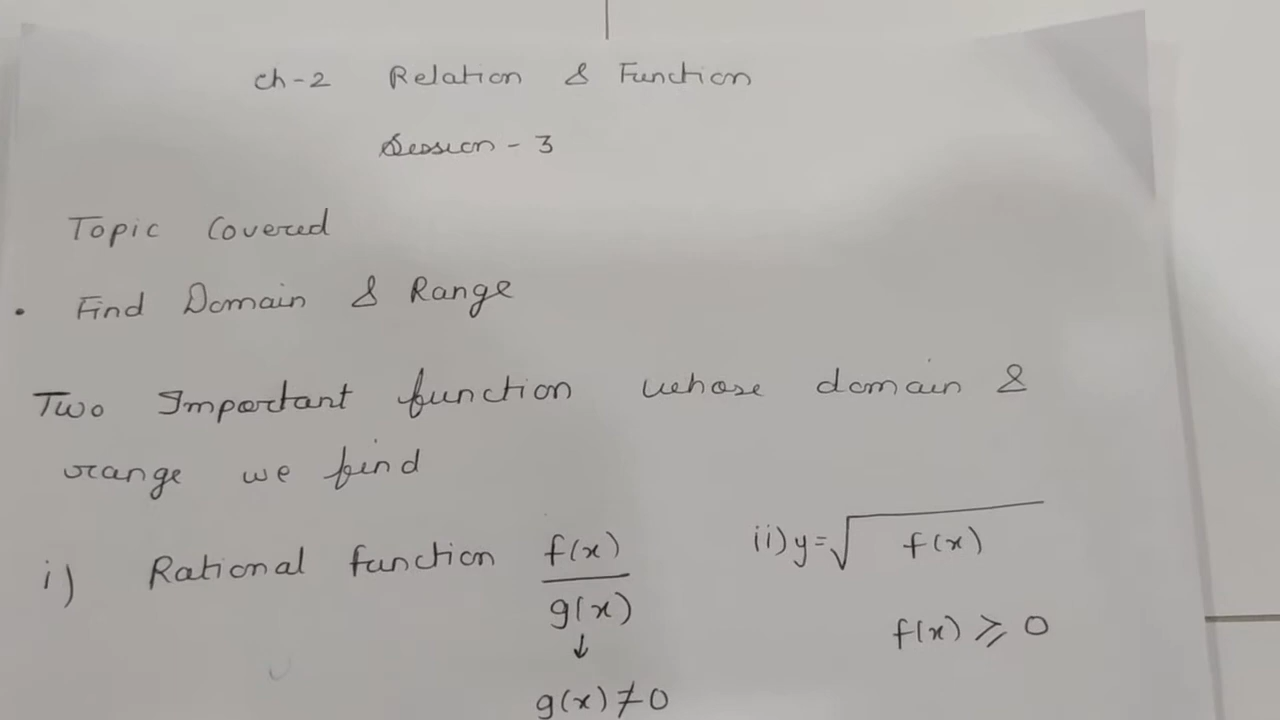 ch-2 Relation & Function
Session - 3
Topic Covered
• Find Domain & Range
Two Important function whose domain &
range we find
i) Rational function f(x)/g(x) ii) y=√f(x)
↓ f(x) ⩾ 0
g(x)≠0